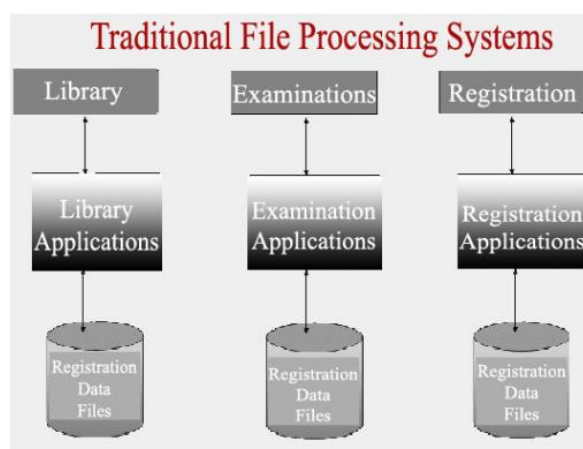 Traditional File Processing Systems
Library
Examinations
Registration
Library
Applications
Examination
Applications
Registration
Applications
Registration
Data
Files
Registration
Data
Files
Registration
Data
Files